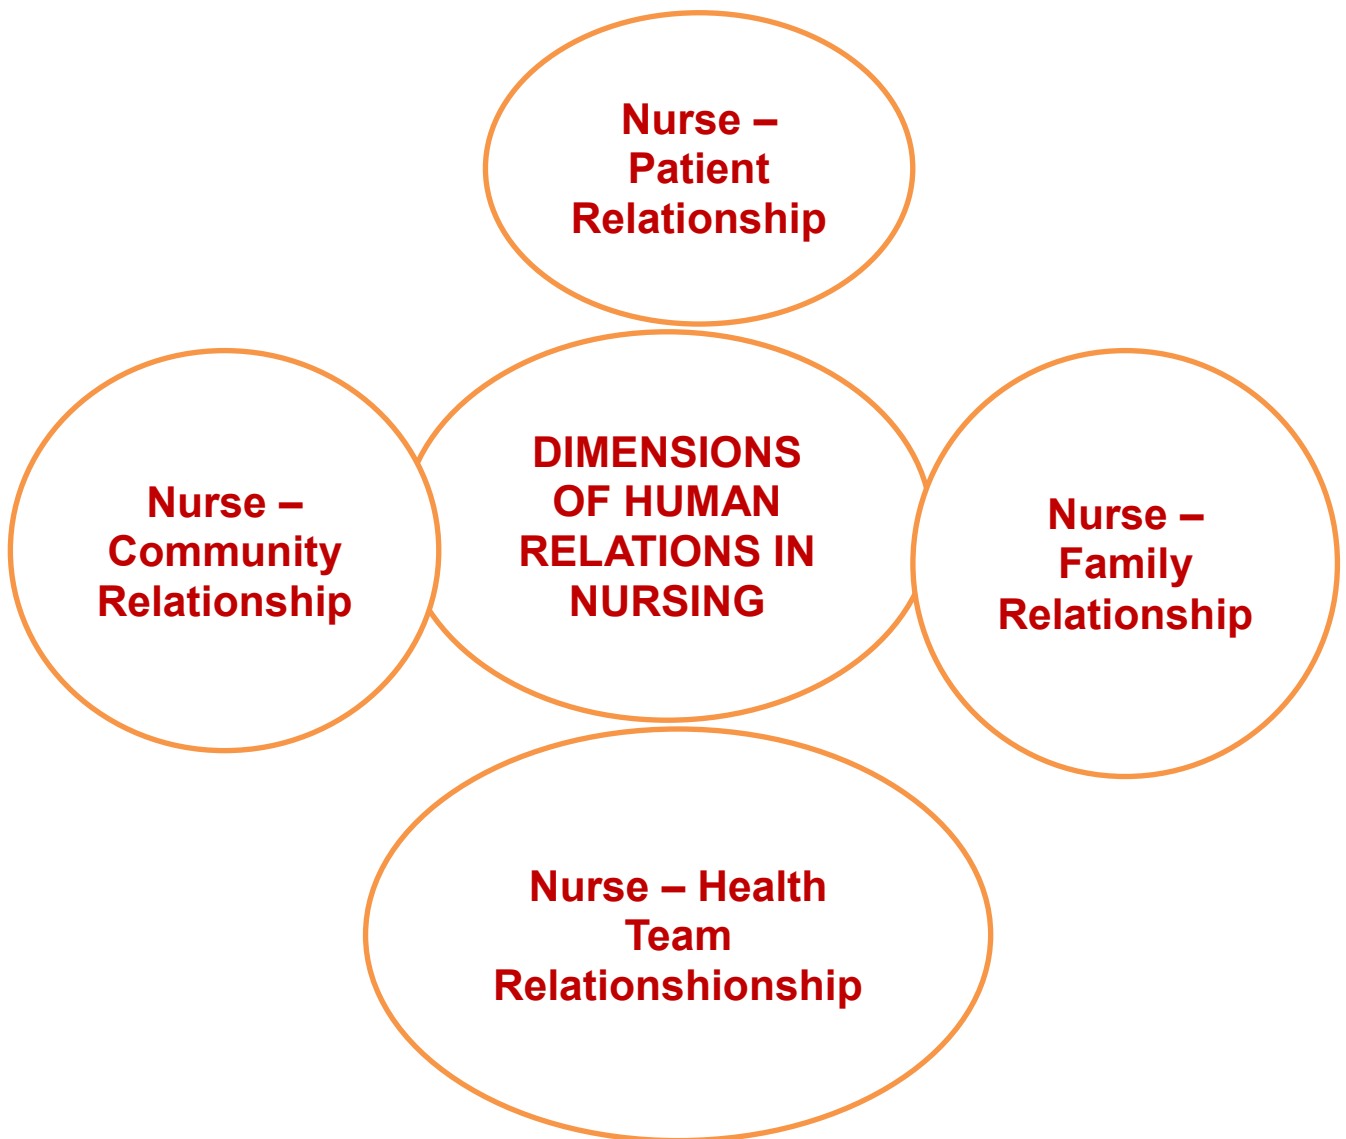 Nurse –
Patient
Relationship
DIMENSIONS
OF HUMAN
RELATIONS IN
NURSING
Nurse –
Community
Relationship
Nurse –
Family
Relationship
Nurse – Health
Team
Relationshionship